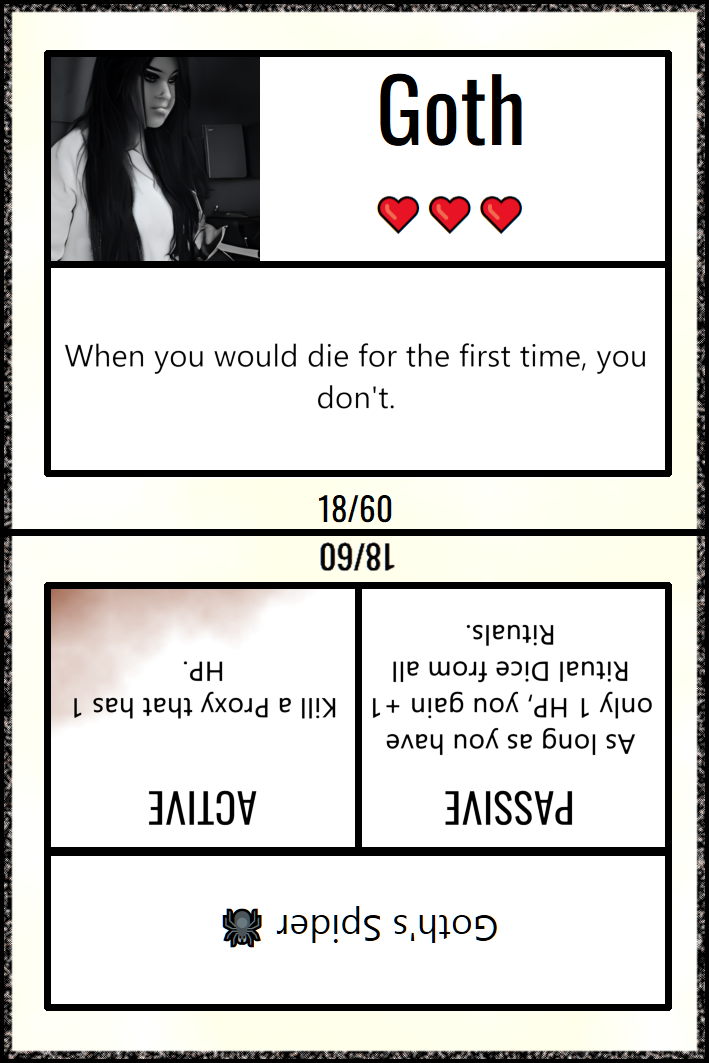 Goth
When you would die for the first time, you
don't.
18/60
18/60
Goth's Spider
PASSIVE
As long as you have
only 1 HP, you gain +1
Ritual Dice from all
Rituals.
ACTIVE
Kill a Proxy that has 1
HP.